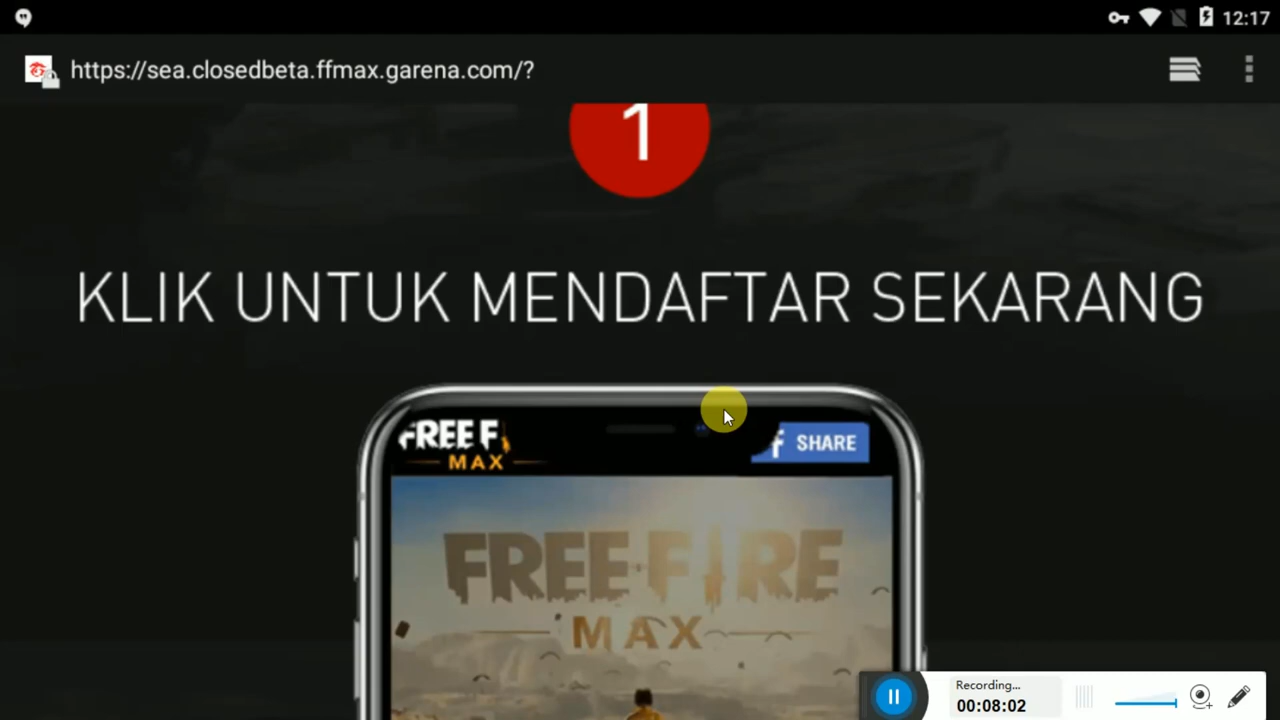 12:17
https://sea.closedbeta.ffmax.garena.com/?
1
KLIK UNTUK MENDAFTAR SEKARANG
FREE F
MAX
f SHARE
FREE FIRE
MAX
Recording...
00:08:02